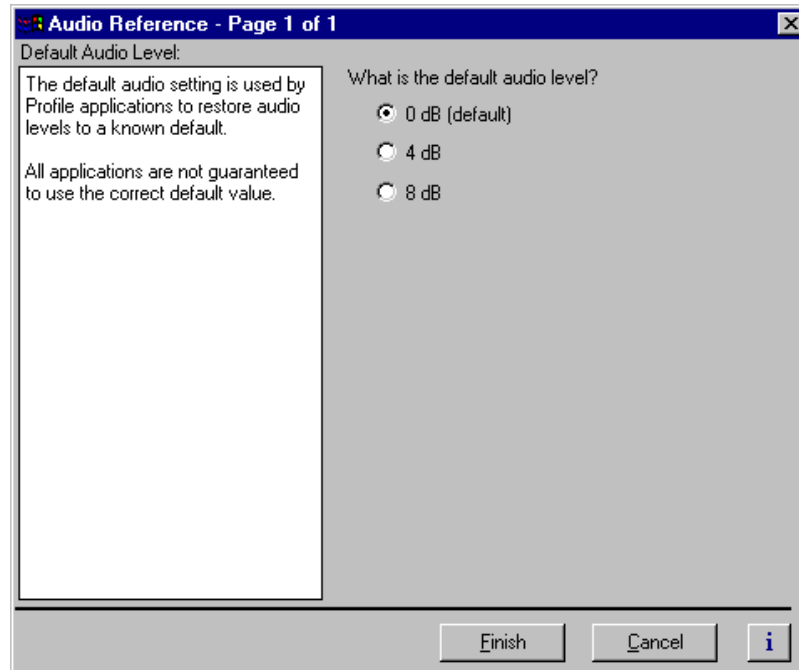 Audio Reference - Page 1 of 1
Default Audio Level:
The default audio setting is used by
Profile applications to restore audio
levels to a known default.
All applications are not guaranteed
to use the correct default value.
What is the default audio level?
0 dB (default)
4 dB
8 dB
Finish
Cancel
i